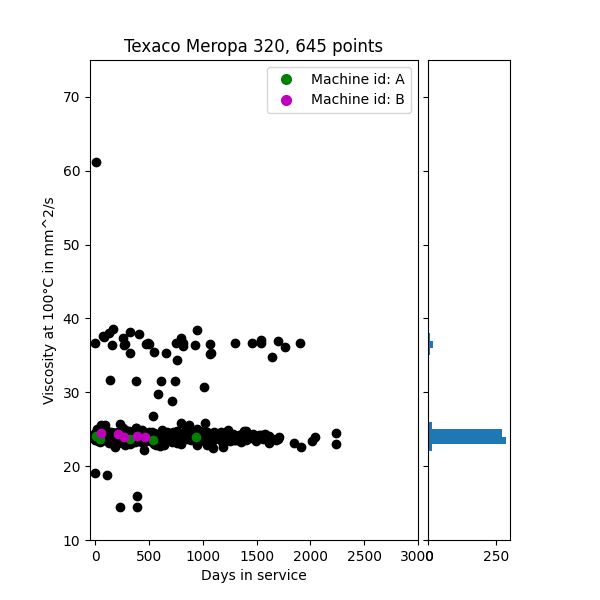 Texaco Meropa 320, 645 points
Machine id: A
Machine id: B
Viscosity at 100°C in mm^2/s
70
60
50
40
30
20
10
0 500 1000 1500 2000 2500 3000
0 250
Days in service